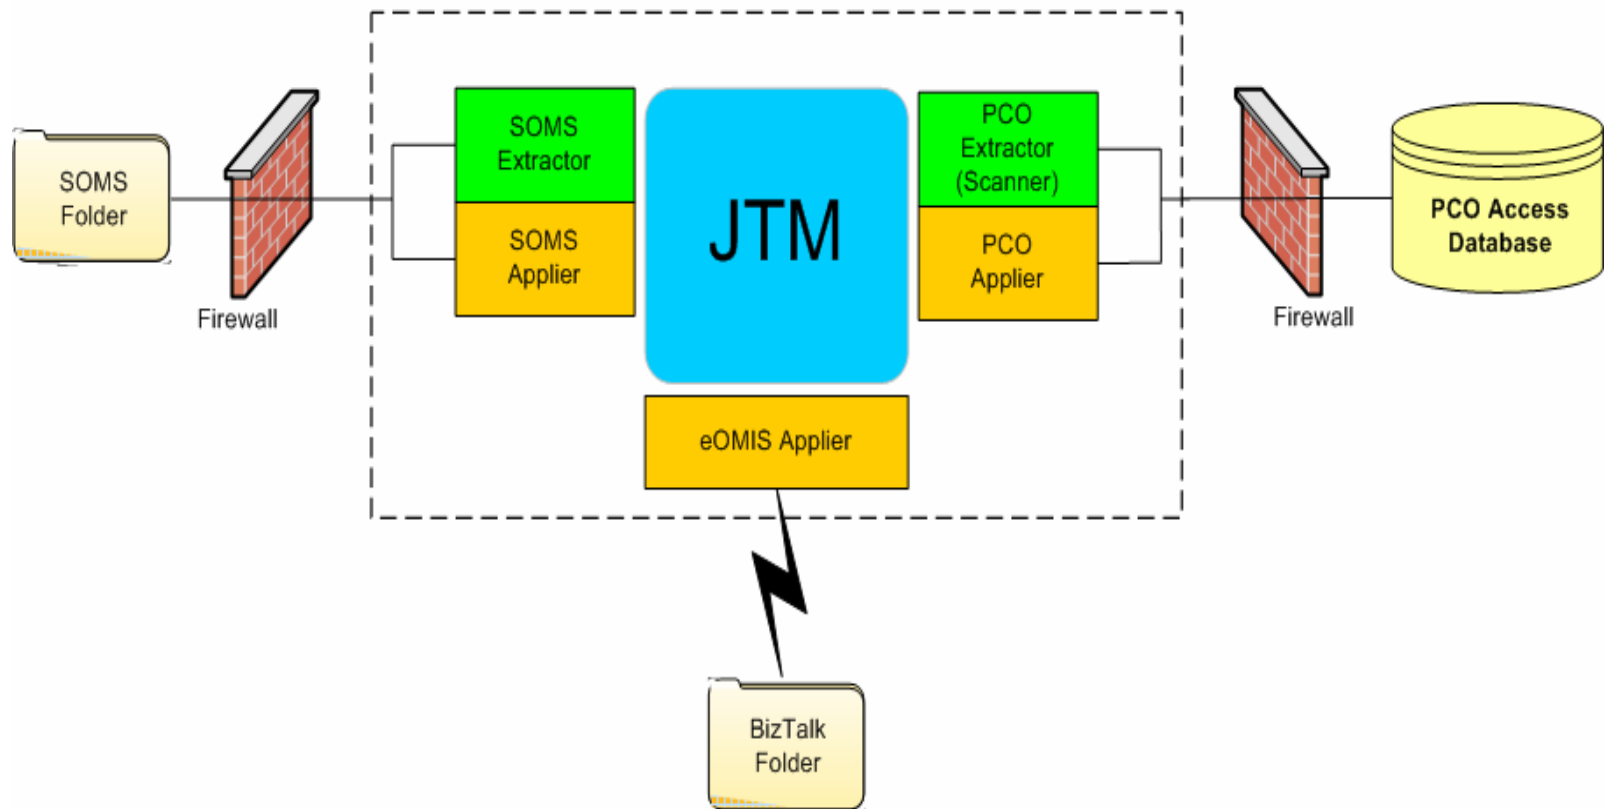 SOMS
Folder
Firewall
SOMS
Extractor
SOMS
Applier
JTM
PCO
Extractor
(Scanner)
PCO
Applier
eOMIS Applier
Firewall
PCO Access
Database
BizTalk
Folder